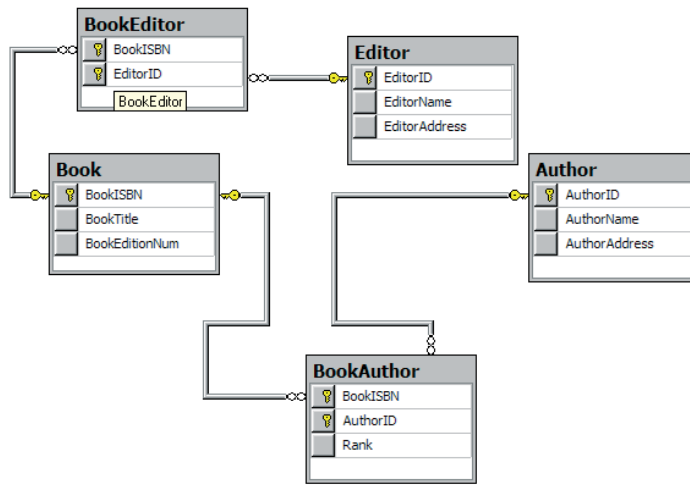 BookEditor
BookISBN
EditorID
BookEditor
Editor
EditorID
EditorName
EditorAddress
Book
BookISBN
BookTitle
BookEditionNum
Author
AuthorID
AuthorName
AuthorAddress
BookAuthor
BookISBN
AuthorID
Rank